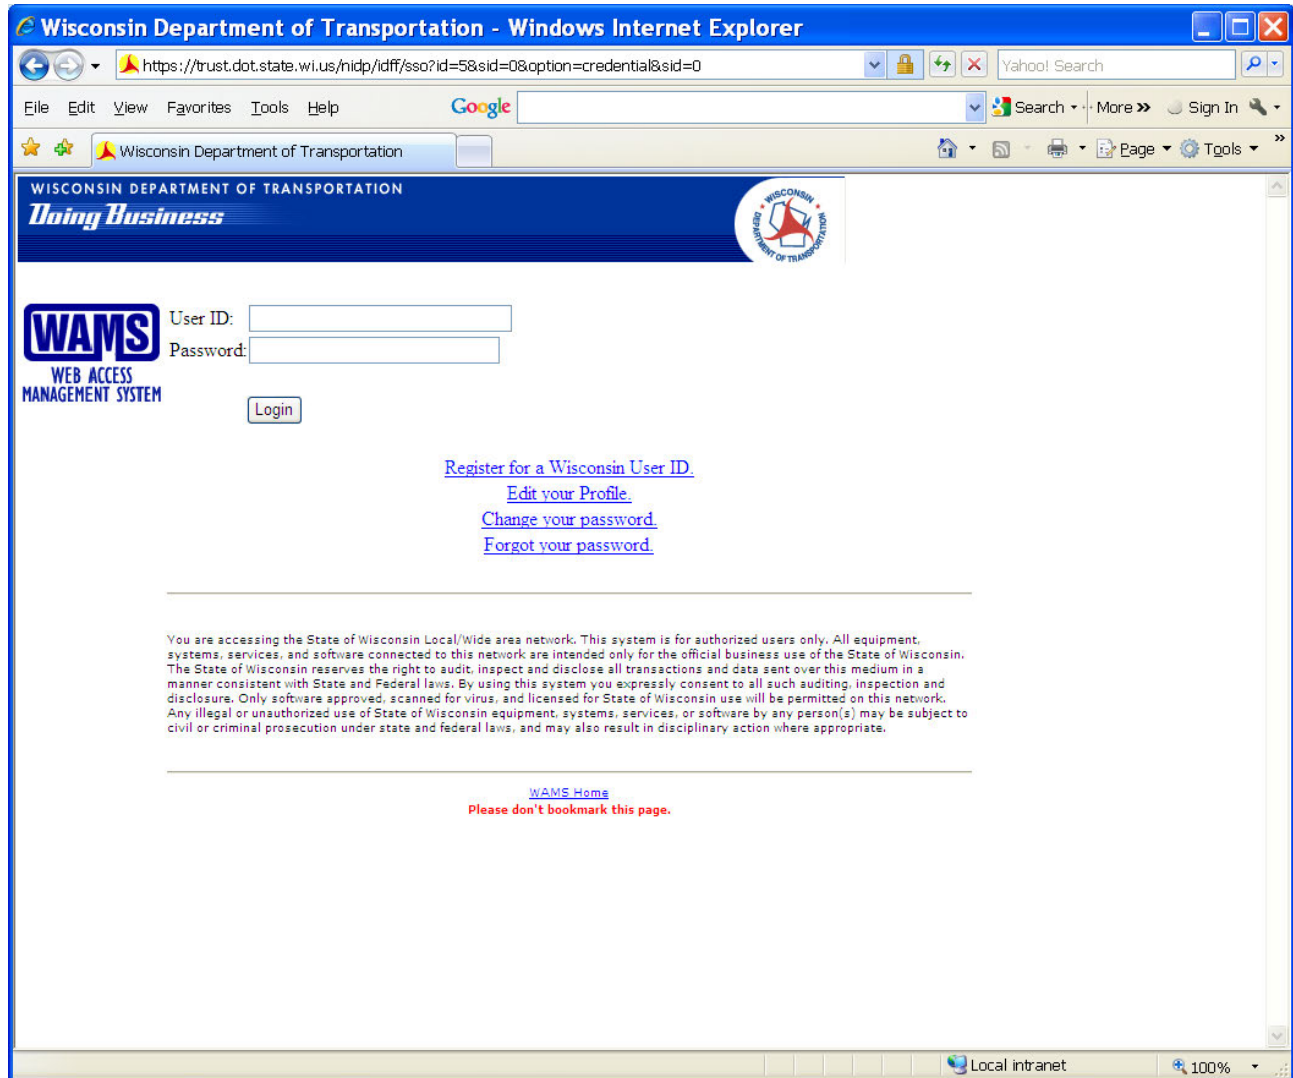 Wisconsin Department of Transportation - Windows Internet Explorer
https://trust.dot.state.wi.us/nidp/idff/sso?id=5&sid=0&option=credential&sid=0
Yahoo! Search
File Edit View Favorites Tools Help
Google
Search
More »
Sign In
Wisconsin Department of Transportation
Page
Tools
»
WISCONSIN DEPARTMENT OF TRANSPORTATION
Doing Business
WISCONSIN
DEPARTMENT OF TRANSPORTATION
WAMS
WEB ACCESS
MANAGEMENT SYSTEM
User ID:
Password:
Login
Register for a Wisconsin User ID.
Edit your Profile.
Change your password.
Forgot your password.
You are accessing the State of Wisconsin Local/Wide area network. This system is for authorized users only. All equipment,
systems, services, and software connected to this network are intended only for the official business use of the State of Wisconsin.
The State of Wisconsin reserves the right to audit, inspect and disclose all transactions and data sent over this medium in a
manner consistent with State and Federal laws. By using this system you expressly consent to all such auditing, inspection and
disclosure. Only software approved, scanned for virus, and licensed for State of Wisconsin use will be permitted on this network.
Any illegal or unauthorized use of State of Wisconsin equipment, systems, services, or software by any person(s) may be subject to
civil or criminal prosecution under state and federal laws, and may also result in disciplinary action where appropriate.
WAMS Home
Please don't bookmark this page.
Local intranet
100%